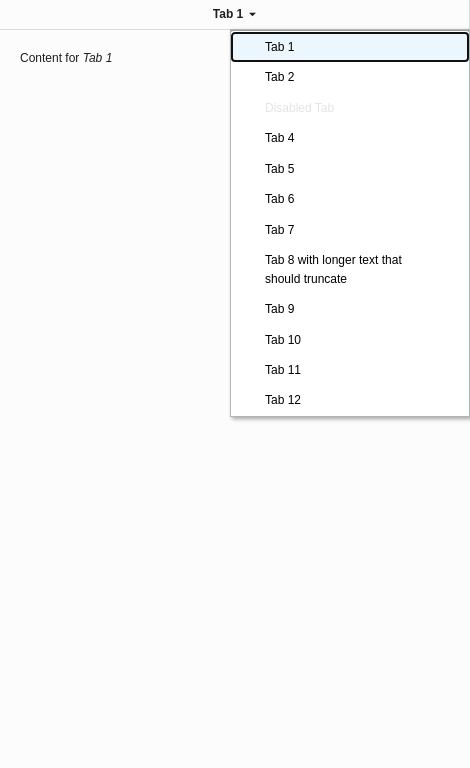 Tab 1
Content for Tab 1
Tab 1
Tab 2
Disabled Tab
Tab 4
Tab 5
Tab 6
Tab 7
Tab 8 with longer text that
should truncate
Tab 9
Tab 10
Tab 11
Tab 12